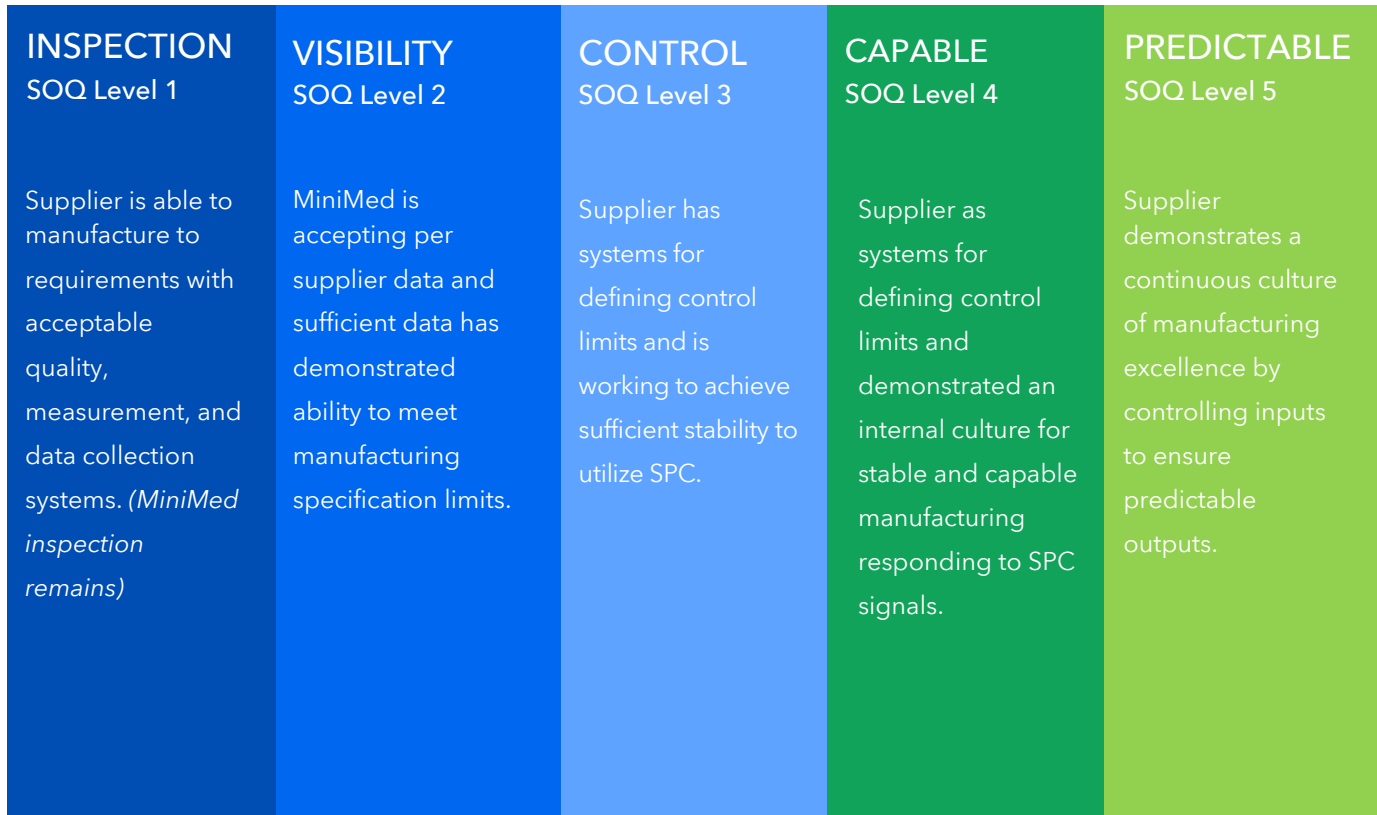 INSPECTION
SOQ Level 1
Supplier is able to
manufacture to
requirements with
acceptable
quality,
measurement, and
data collection
systems. (MiniMed
inspection
remains)
VISIBILITY
SOQ Level 2
MiniMed is
accepting per
supplier data and
sufficient data has
demonstrated
ability to meet
manufacturing
specification limits.
CONTROL
SOQ Level 3
Supplier has
systems for
defining control
limits and is
working to achieve
sufficient stability to
utilize SPC.
CAPABLE
SOQ Level 4
Supplier as
systems for
defining control
limits and
demonstrated an
internal culture for
stable and capable
manufacturing
responding to SPC
signals.
PREDICTABLE
SOQ Level 5
Supplier
demonstrates a
continuous culture
of manufacturing
excellence by
controlling inputs
to ensure
predictable
outputs.